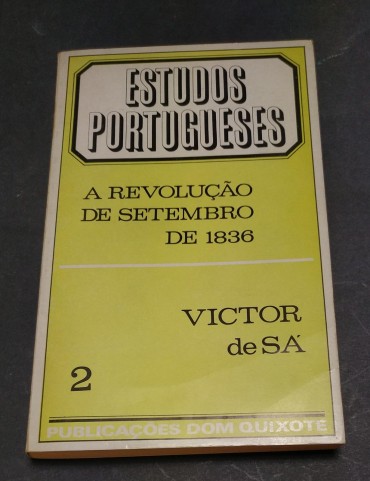 ESTUDOS
PORTUGUESES
A REVOLUÇÃO
DE SETEMBRO
DE 1836
VICTOR
de SÁ
2
PUBLICAÇÕES DOM QUIXOTE